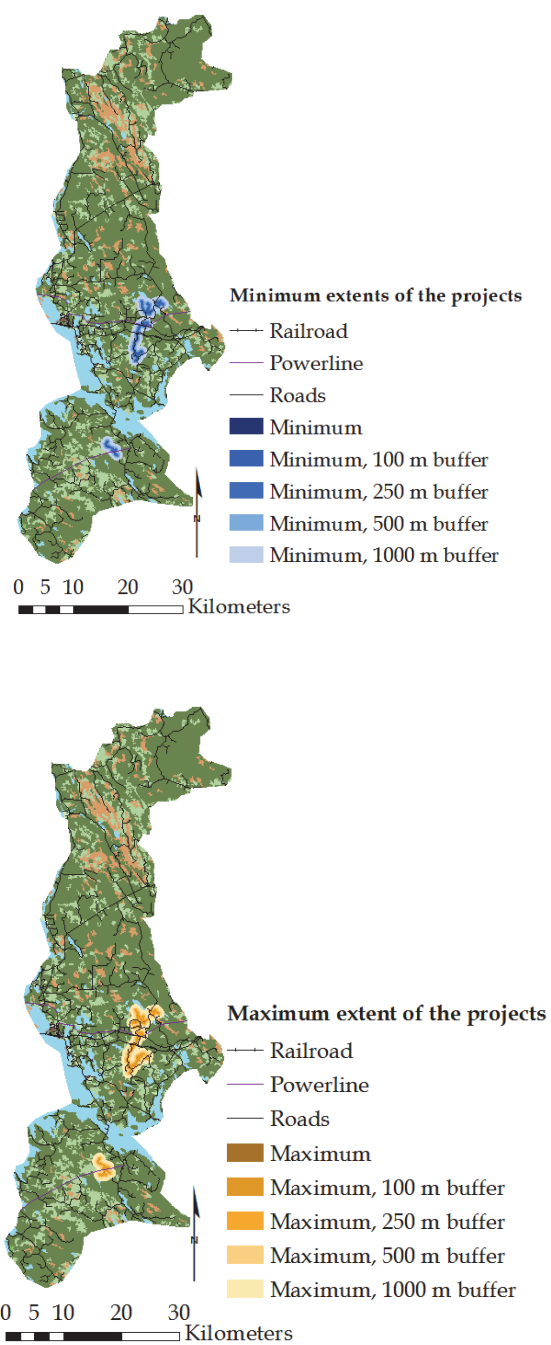 Minimum extents of the projects
Railroad
Powerline
Roads
Minimum
Minimum, 100 m buffer
Minimum, 250 m buffer
Minimum, 500 m buffer
Minimum, 1000 m buffer
N
0 5 10 20 30
Kilometers
Maximum extent of the projects
Railroad
Powerline
Roads
Maximum
Maximum, 100 m buffer
Maximum, 250 m buffer
Maximum, 500 m buffer
Maximum, 1000 m buffer
N
0 5 10 20 30
Kilometers